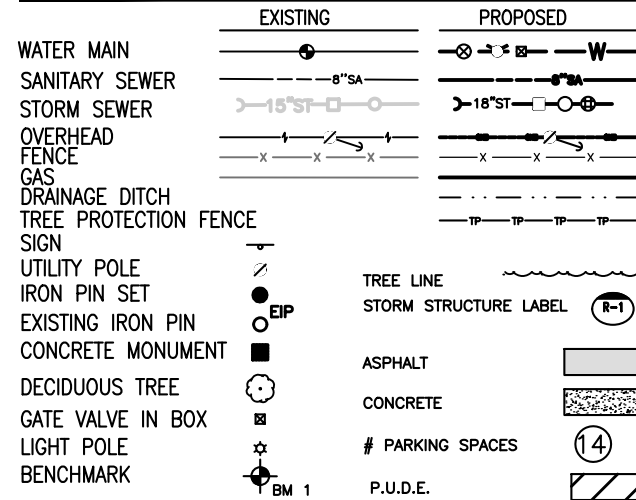 EXISTING PROPOSED
WATER MAIN W
SANITARY SEWER 8"SA 8"SA
STORM SEWER 15"ST 18"ST
OVERHEAD
FENCE X X X X X X
GAS
DRAINAGE DITCH
TREE PROTECTION FENCE TP TP TP TP
SIGN
UTILITY POLE
IRON PIN SET
EXISTING IRON PIN EIP
CONCRETE MONUMENT
DECIDUOUS TREE
GATE VALVE IN BOX
LIGHT POLE
BENCHMARK BM 1
TREE LINE
STORM STRUCTURE LABEL R-1
ASPHALT
CONCRETE
# PARKING SPACES 14
P.U.D.E.